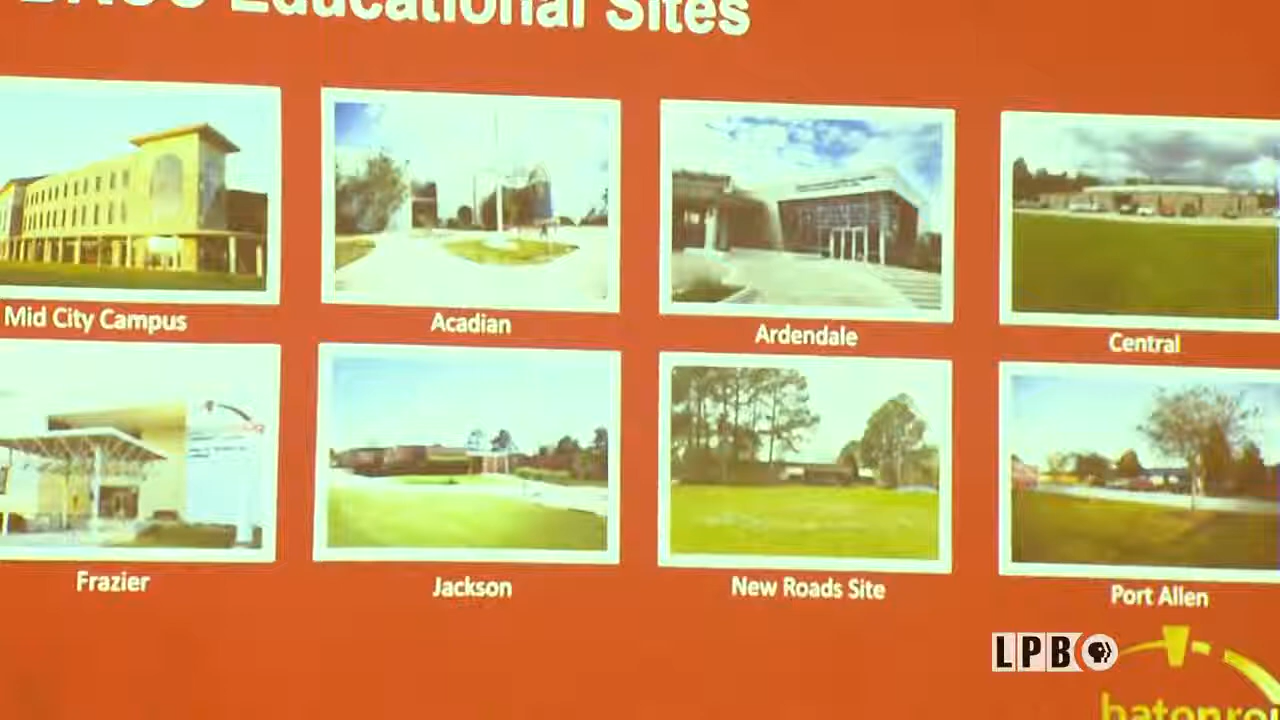 Educational Sites
Mid City Campus
Acadian
Ardendale
Central
Frazier
Jackson
New Roads Site
Port Allen
LPB